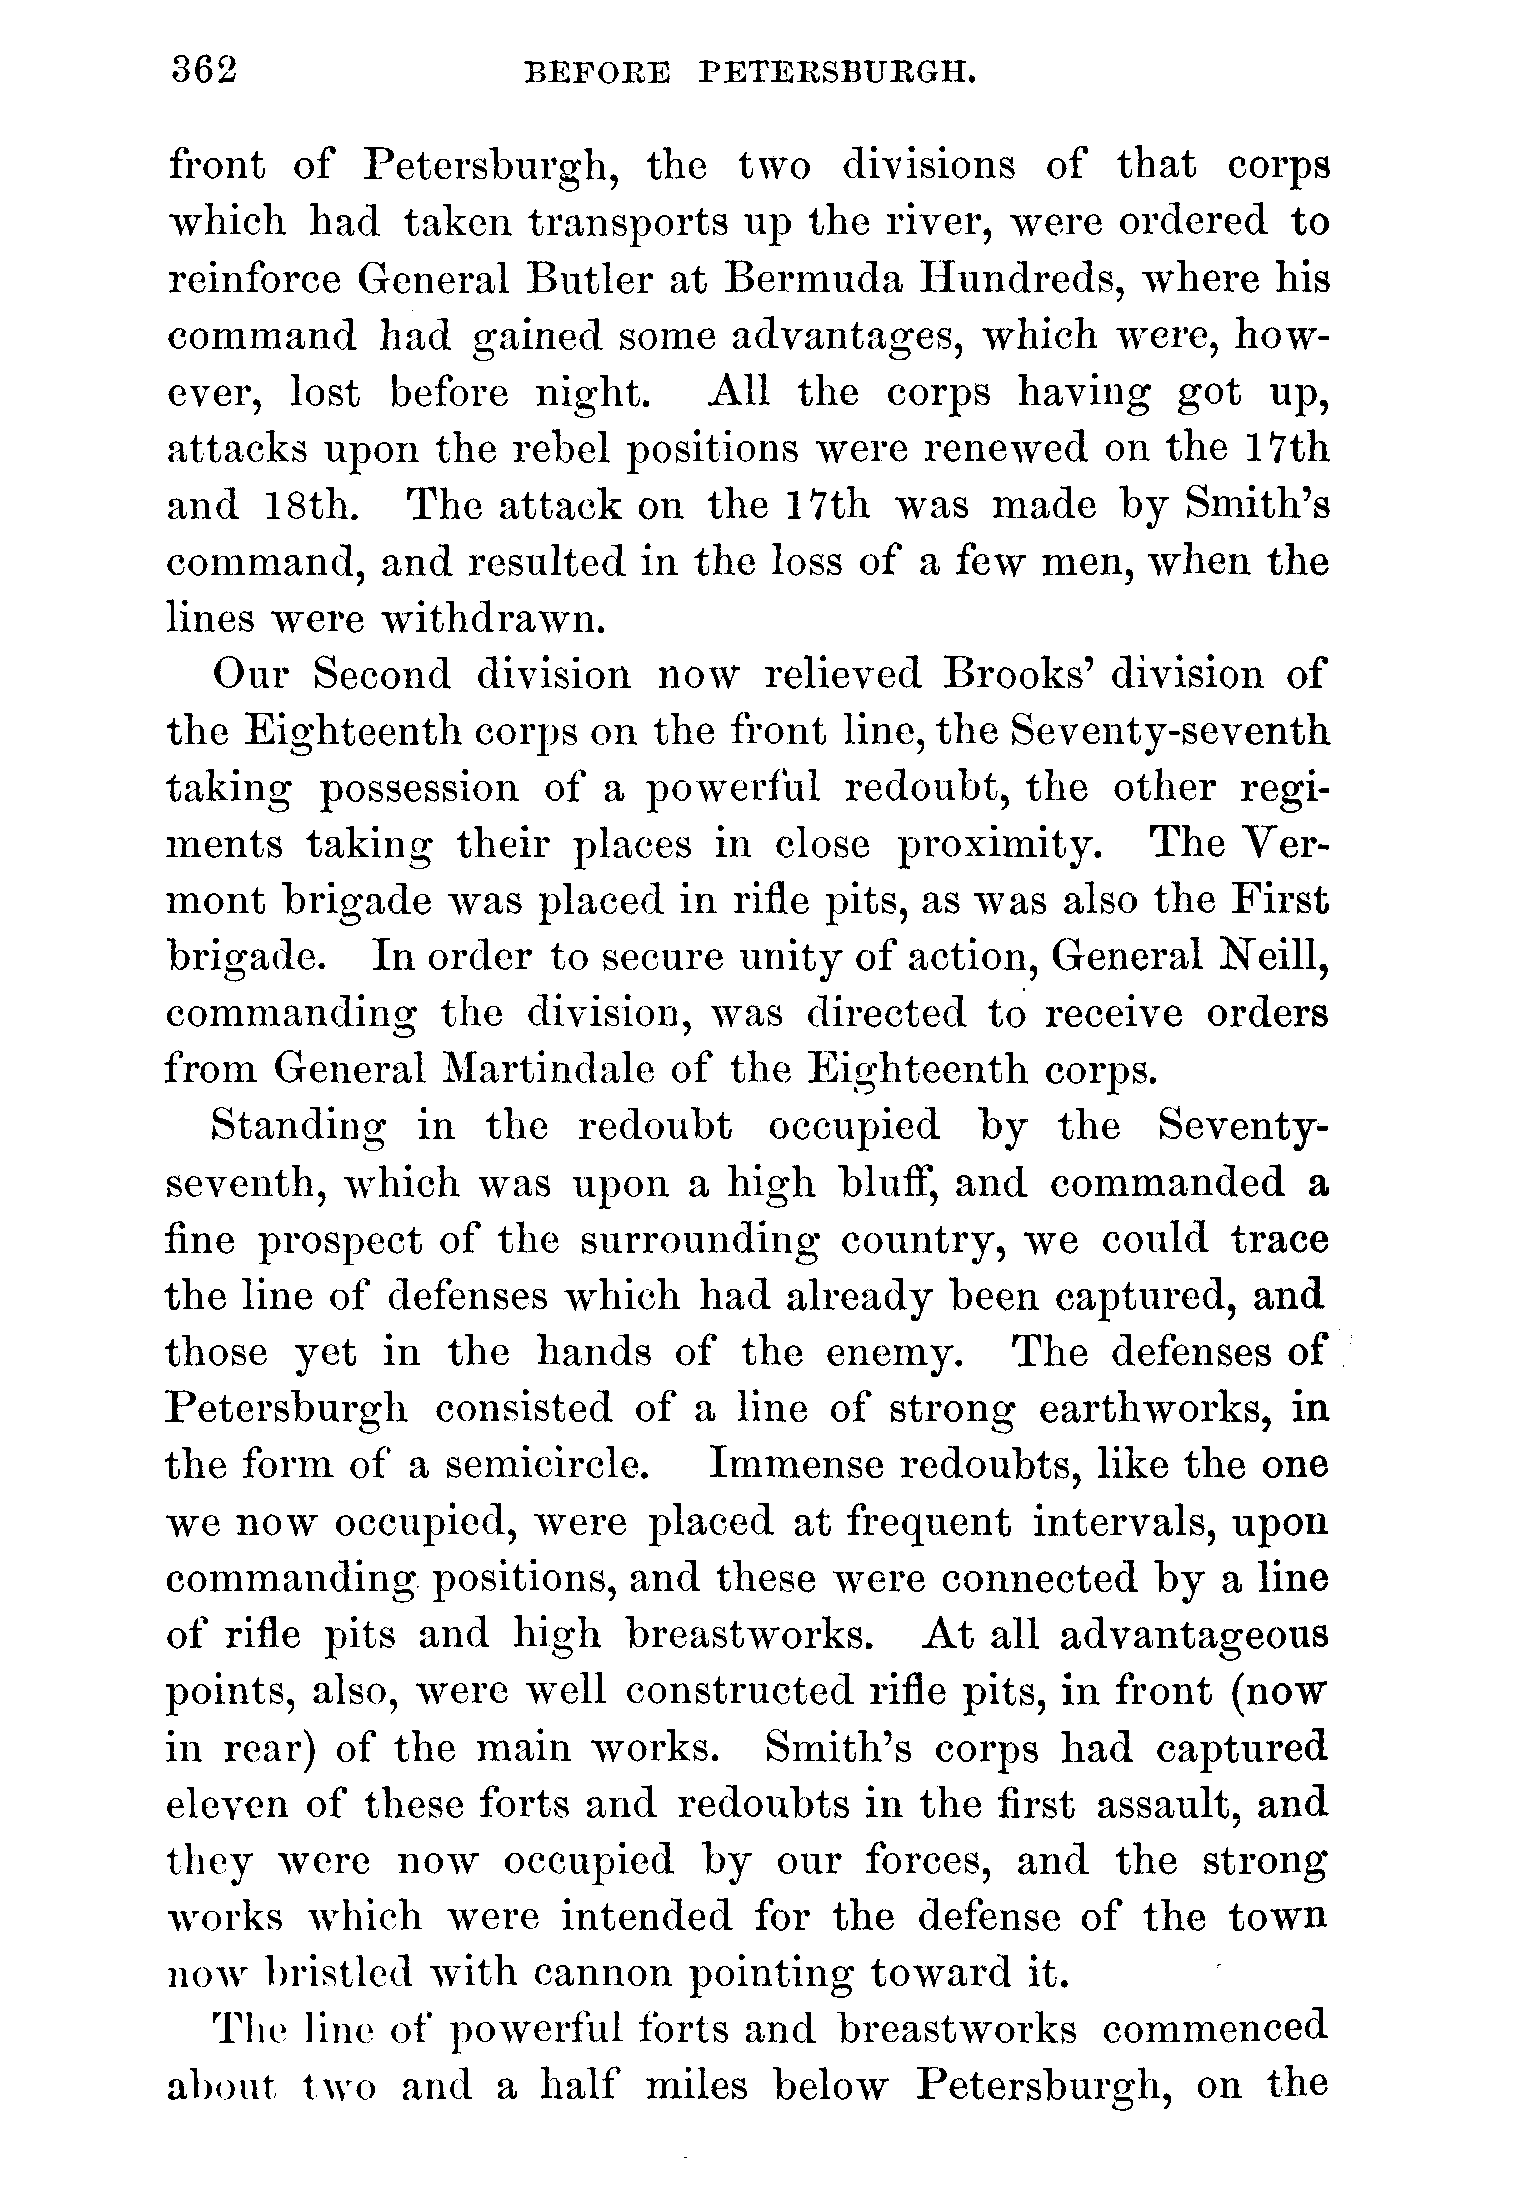 362 BEFORE PETERSBURGH.
front of Petersburgh, the two divisions of that corps
which had taken transports up the river, were ordered to
reinforce General Butler at Bermuda Hundreds, where his
command had gained some advantages, which were, how-
ever, lost before night. All the corps having got up,
attacks upon the rebel positions were renewed on the 17th
and 18th. The attack on the 17th was made by Smith's
command, and resulted in the loss of a few men, when the
lines were withdrawn.
Our Second division now relieved Brooks' division of
the Eighteenth corps on the front line, the Seventy-seventh
taking possession of a powerful redoubt, the other regi-
ments taking their places in close proximity. The Ver-
mont brigade was placed in rifle pits, as was also the First
brigade. In order to secure unity of action, General Neill,
commanding the division, was directed to receive orders
from General Martindale of the Eighteenth corps.
Standing in the redoubt occupied by the Seventy-
seventh, which was upon a high bluff, and commanded a
fine prospect of the surrounding country, we could trace
the line of defenses which had already been captured, and
those yet in the hands of the enemy. The defenses of
Petersburgh consisted of a line of strong earthworks, in
the form of a semicircle. Immense redoubts, like the one
we now occupied, were placed at frequent intervals, upon
commanding positions, and these were connected by a line
of rifle pits and high breastworks. At all advantageous
points, also, were well constructed rifle pits, in front (now
in rear) of the main works. Smith's corps had captured
eleven of these forts and redoubts in the first assault, and
they were now occupied by our forces, and the strong
works which were intended for the defense of the town
now bristled with cannon pointing toward it.
The line of powerful forts and breastworks commenced
about two and a half miles below Petersburgh, on the